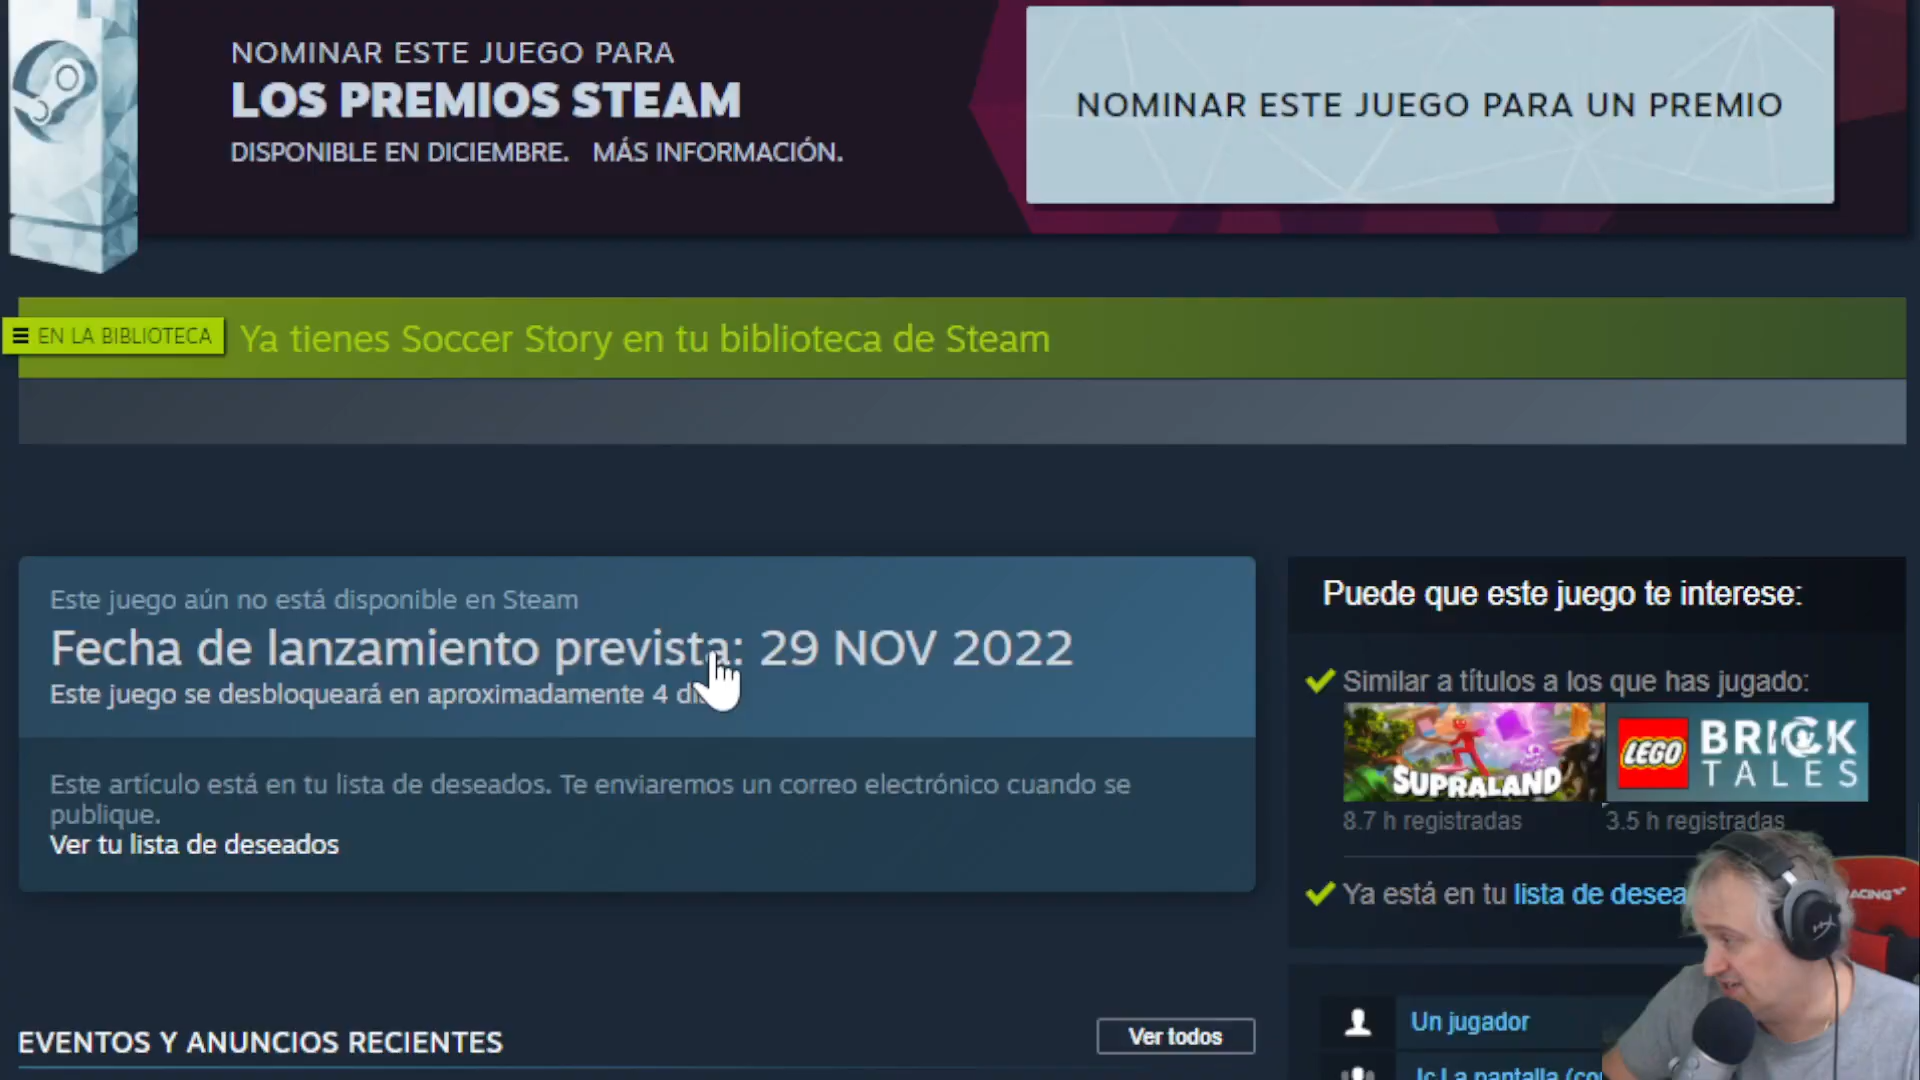 NOMINAR ESTE JUEGO PARA
LOS PREMIOS STEAM
DISPONIBLE EN DICIEMBRE. MÁS INFORMACIÓN.
NOMINAR ESTE JUEGO PARA UN PREMIO
EN LA BIBLIOTECA
Ya tienes Soccer Story en tu biblioteca de Steam
Este juego aún no está disponible en Steam
Fecha de lanzamiento prevista: 29 NOV 2022
Este juego se desbloqueará en aproximadamente 4
Este artículo está en tu lista de deseados. Te enviaremos un correo electrónico cuando se
publique.
Ver tu lista de deseados
EVENTOS Y ANUNCIOS RECIENTES
Ver todos
Puede que este juego te interese:
Similar a títulos a los que has jugado:
SUPRALAND
LEGO BRICK
TALES
8.7 h registradas
3.5 h registradas
Ya está en tu lista de
Un jugador